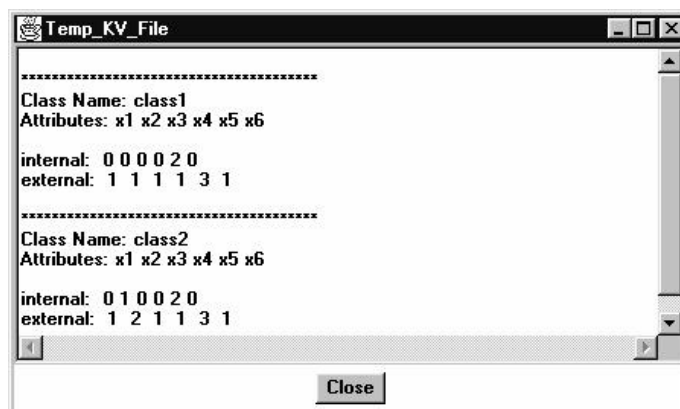 Temp_KV_File
**************************************
Class Name: class1
Attributes: x1 x2 x3 x4 x5 x6
internal: 0 0 0 0 2 0
external: 1 1 1 1 3 1
**************************************
Class Name: class2
Attributes: x1 x2 x3 x4 x5 x6
internal: 0 1 0 0 2 0
external: 1 2 1 1 3 1
Close